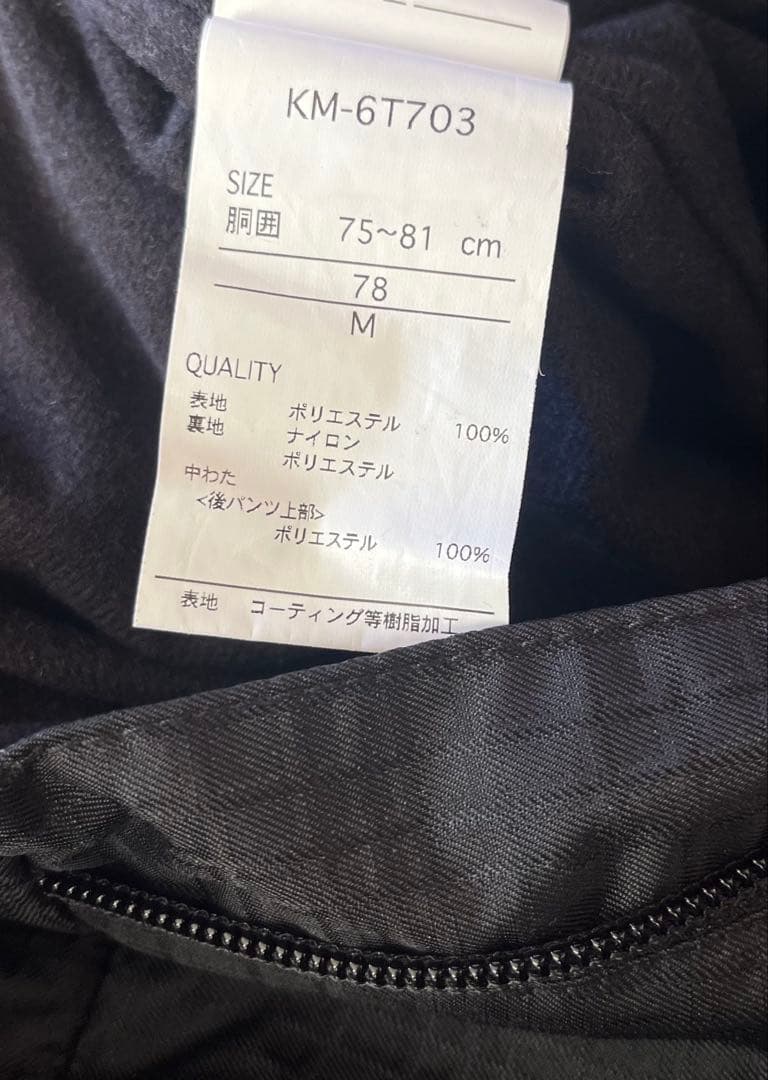 KM-6T703
SIZE
胴囲 75~81 cm
78
M
QUALITY
表地 ポリエステル 100%
裏地 ナイロン
ポリエステル
中わた
<後パンツ上部>
ポリエステル 100%
表地 コーティング等樹脂加工